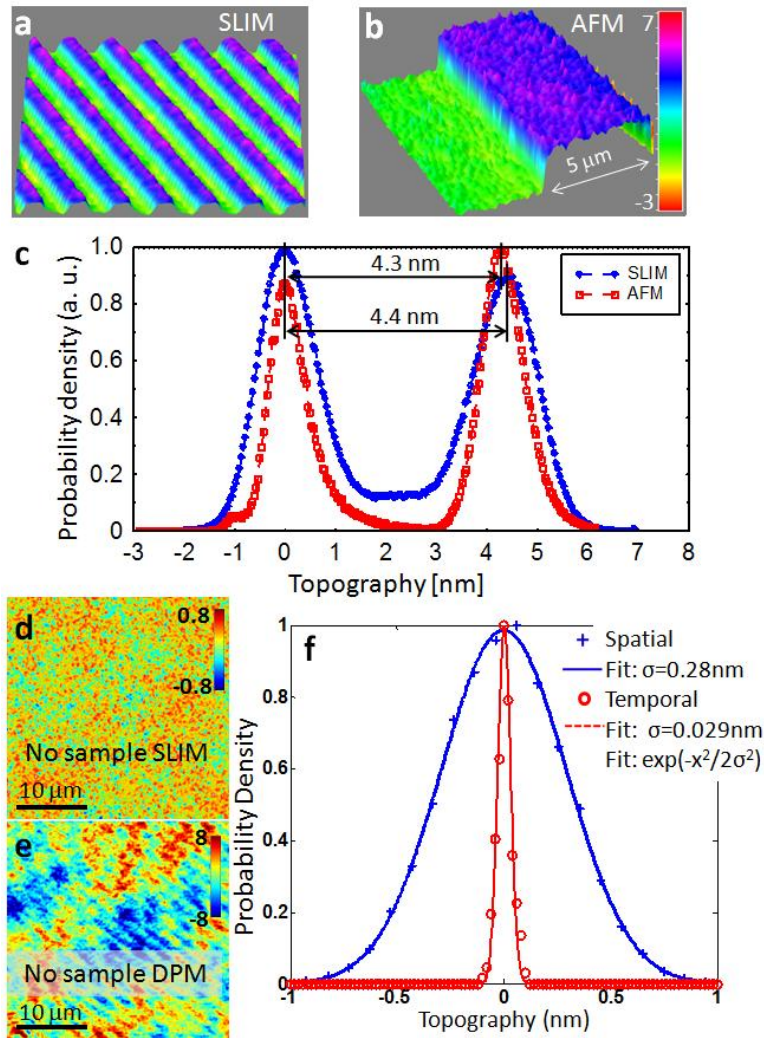 a SLIM
b AFM
7
-3
5 μm
c
1.0
0.8
0.6
0.4
0.2
0
Probability density (a. u.)
4.3 nm
4.4 nm
SLIM
AFM
-3 -2 -1 0 1 2 3 4 5 6 7 8
Topography [nm]
d
0.8
-0.8
No sample SLIM
10 μm
e
8
-8
No sample DPM
10 μm
f
1
0.8
0.6
0.4
0.2
0
Probability Density
Spatial
Fit: σ=0.28nm
Temporal
Fit: σ=0.029nm
Fit: exp(-x²/2σ²)
-1 -0.5 0 0.5 1
Topography (nm)